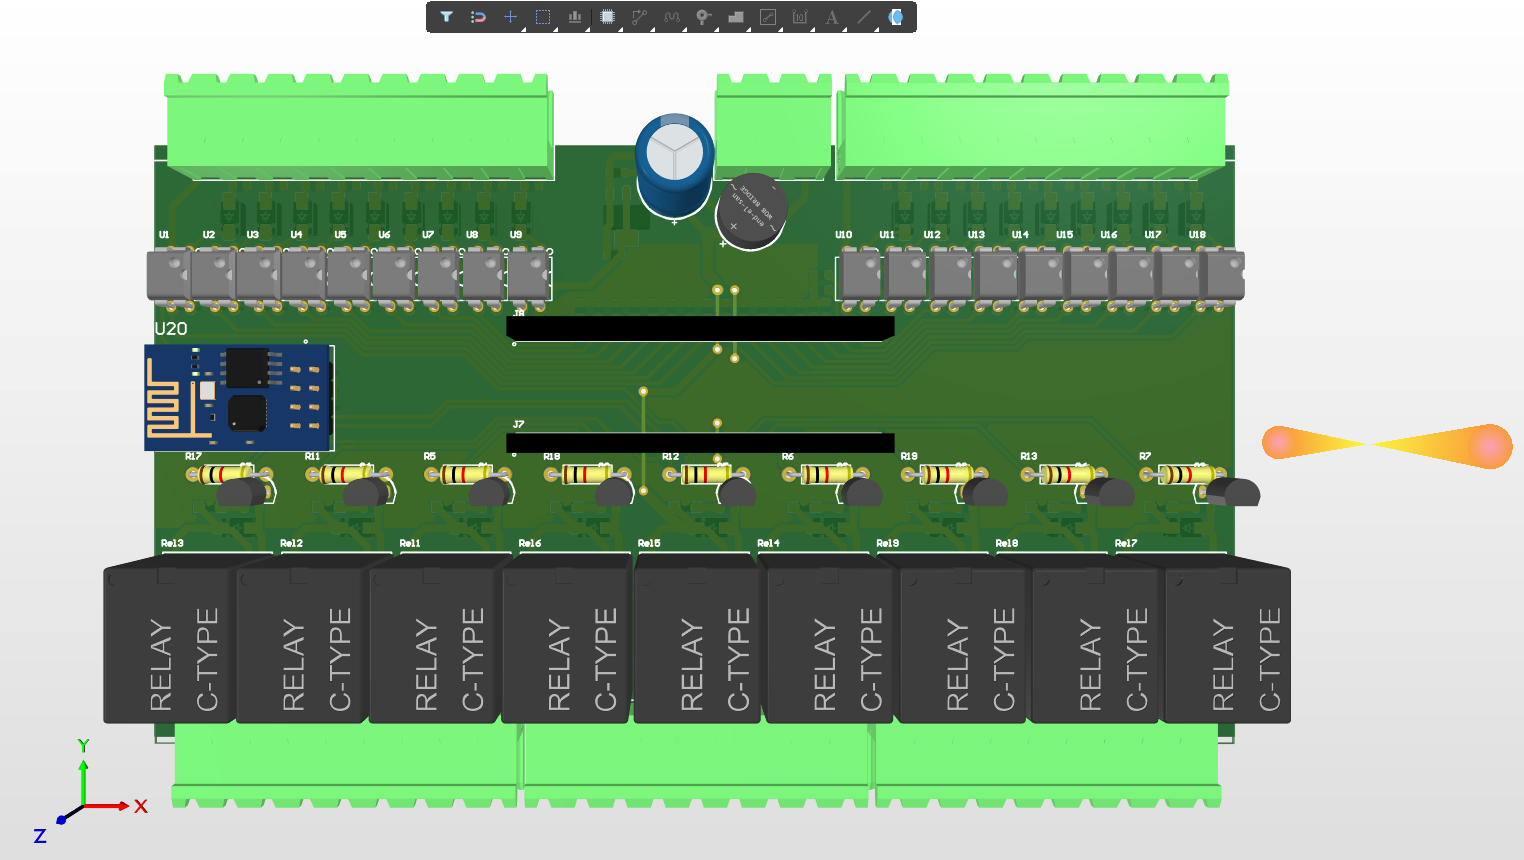 U1 U2 U3 U4 U5 U6 U7 U8 U9 U10 U11 U12 U13 U14 U15 U16 U17 U18
WOB BRIDGE
U20
J8
J7
R17 R11 R5 R18 R12 R6 R19 R13 R7
Rel3 Rel2 Rel1 Rel6 Rel5 Rel4 Rel9 Rel8 Rel7
RELAY
C-TYPE
RELAY
C-TYPE
RELAY
C-TYPE
RELAY
C-TYPE
RELAY
C-TYPE
RELAY
C-TYPE
RELAY
C-TYPE
RELAY
C-TYPE
RELAY
C-TYPE
Y
X
Z